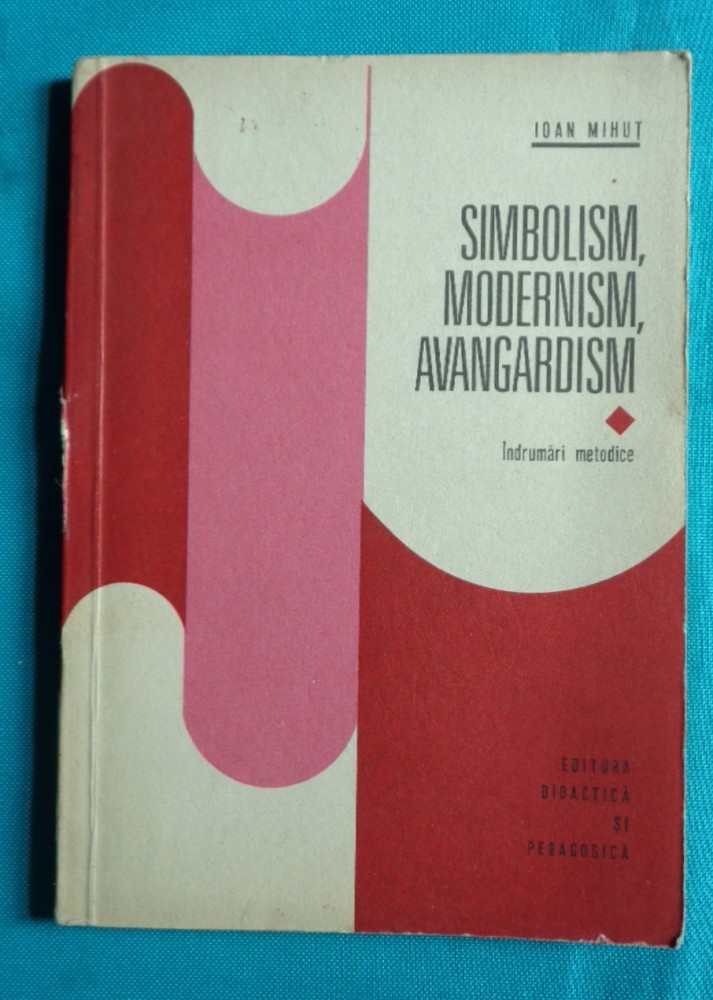 IOAN MIHUȚ
SIMBOLISM,
MODERNISM,
AVANGARDISM
Îndrumări metodice
EDITURA
DIDACTICĂ
ȘI
PEDAGOGICĂ